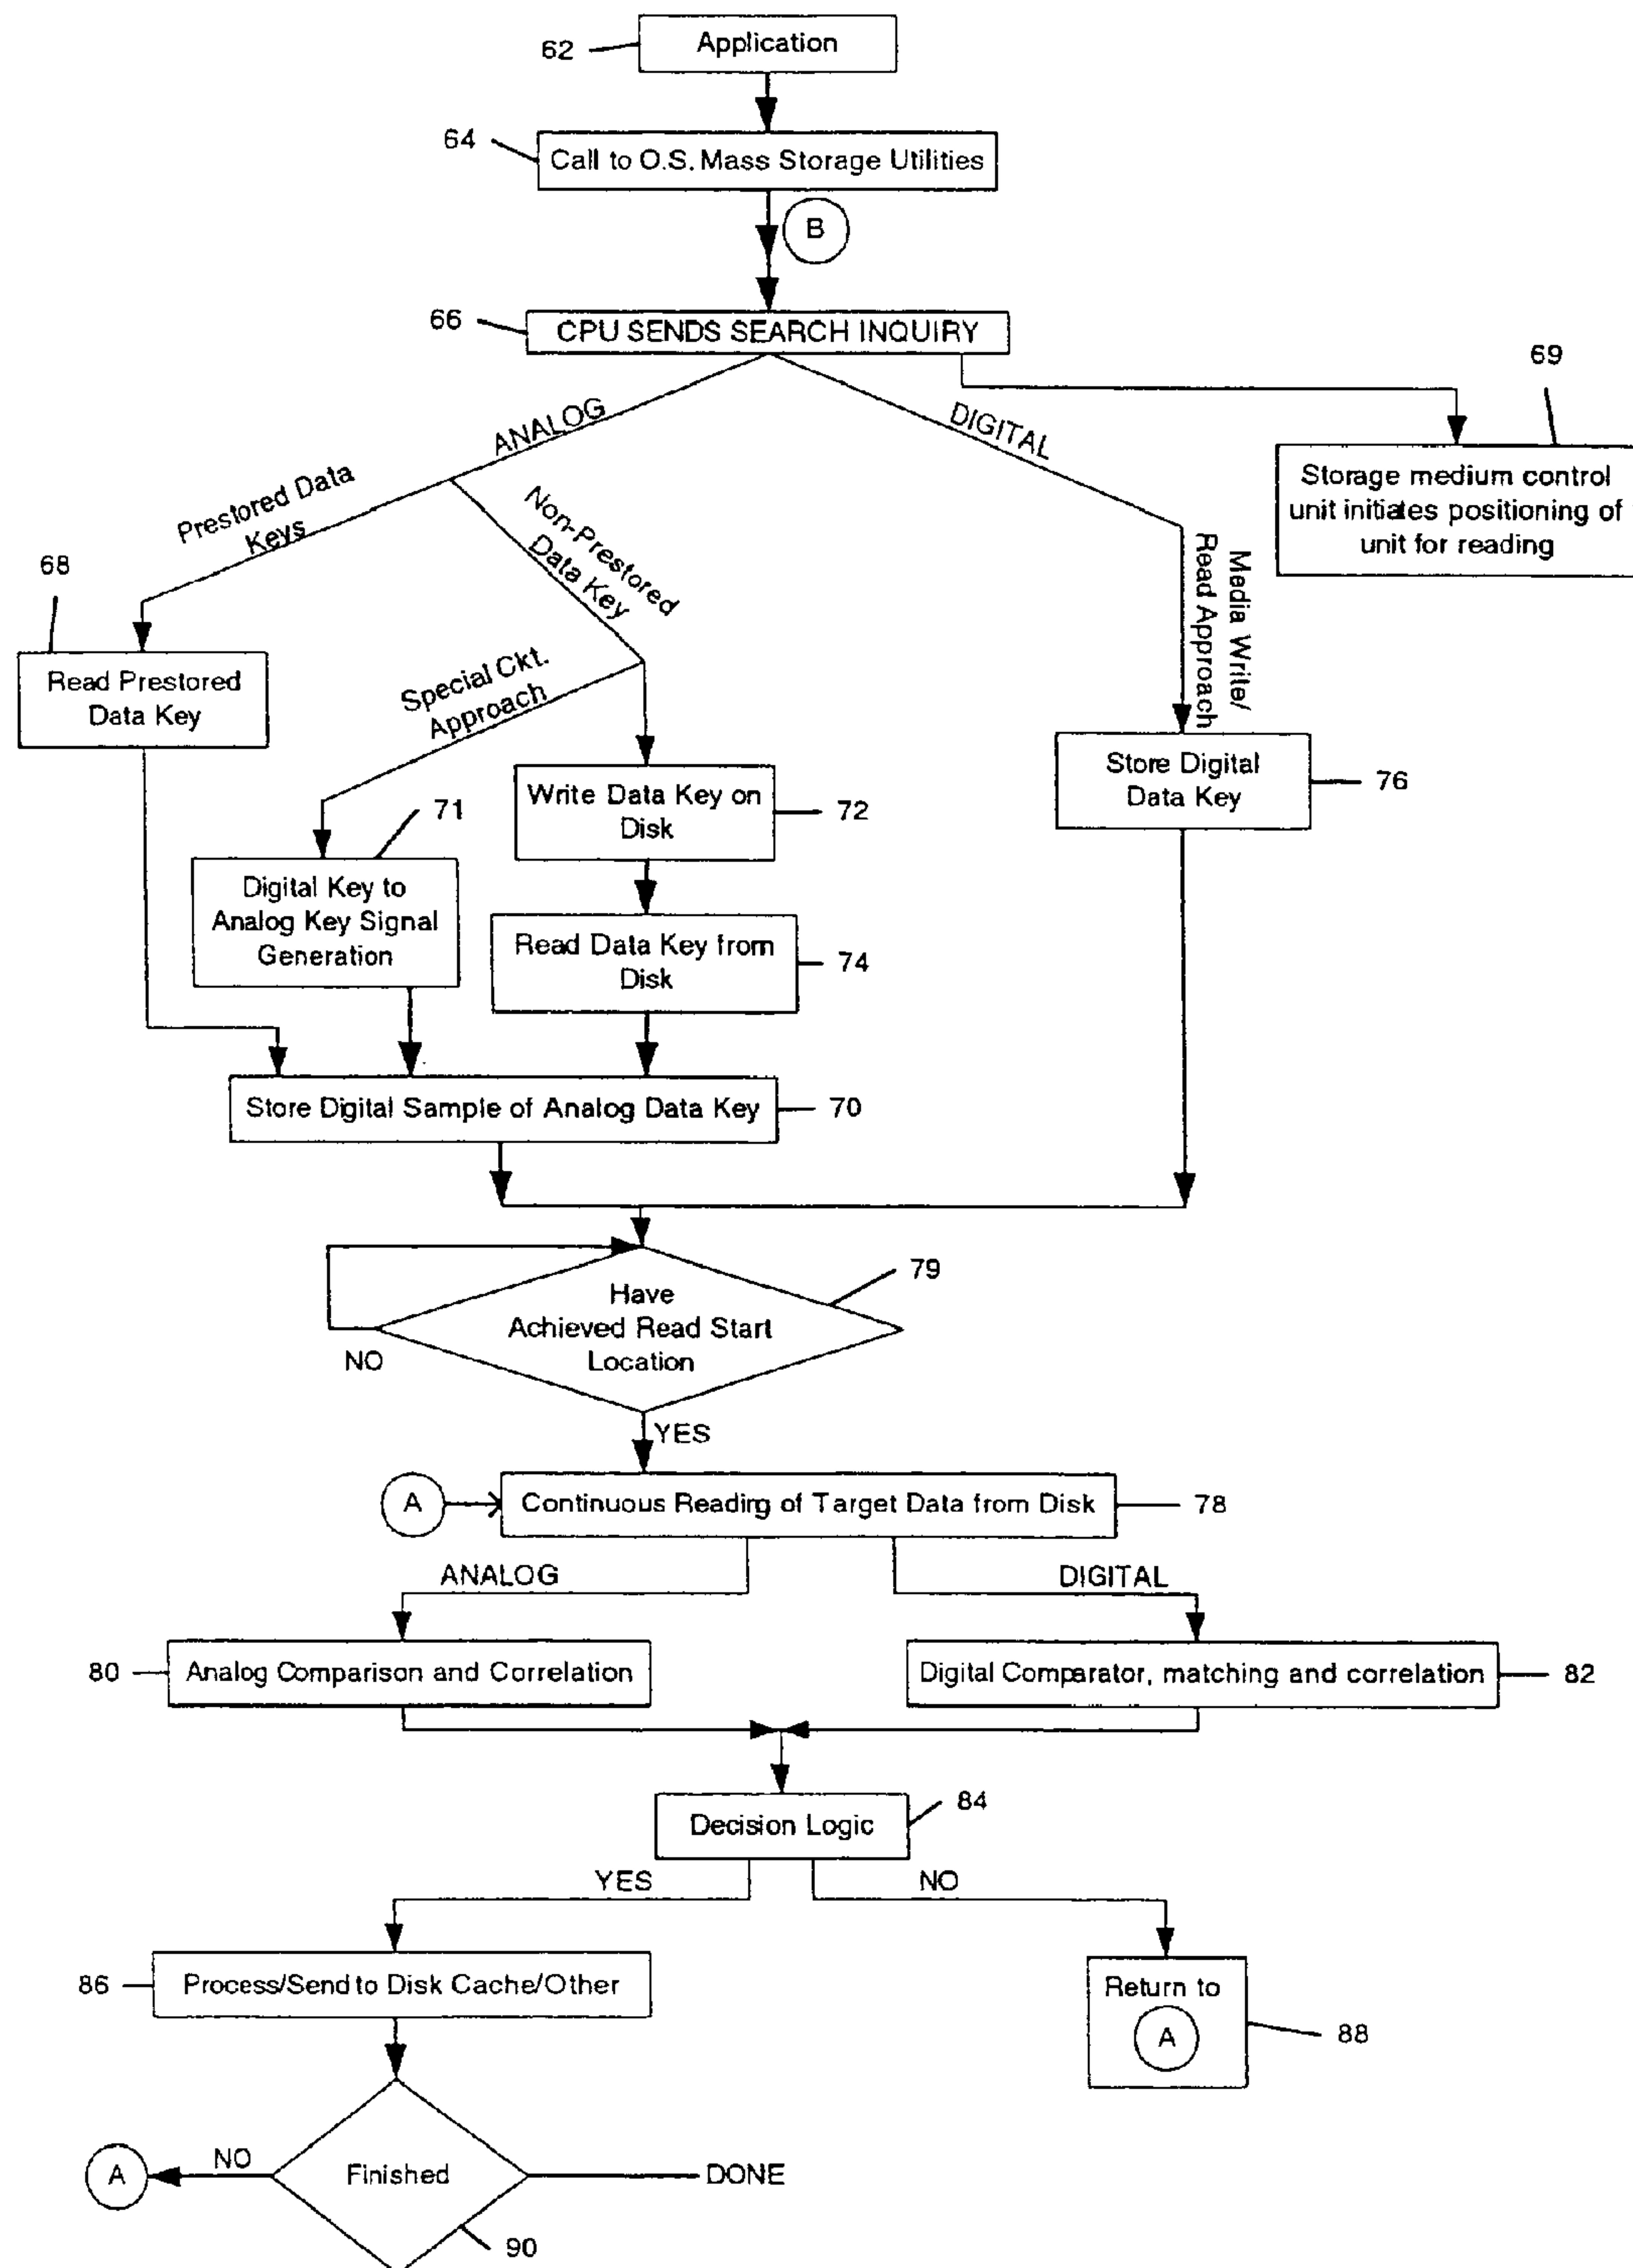 62
Application
64
Call to O.S. Mass Storage Utilities
B
66
CPU SENDS SEARCH INQUIRY
69
ANALOG
DIGITAL
Storage medium control
unit initiates positioning of
unit for reading
Prestored Data
Keys
Non-Prestored
Data Key
Media Write/
Read Approach
68
Read Prestored
Data Key
Special Ckt.
Approach
71
Write Data Key on
Disk
72
Store Digital
Data Key
76
Digital Key to
Analog Key Signal
Generation
Read Data Key from
Disk
74
Store Digital Sample of Analog Data Key
70
Have
Achieved Read Start
Location
79
NO
YES
A
Continuous Reading of Target Data from Disk
78
ANALOG
DIGITAL
80
Analog Comparison and Correlation
Digital Comparator, matching and correlation
82
Decision Logic
84
YES
NO
86
Process/Send to Disk Cache/Other
Return to
A
88
A
NO
Finished
DONE
90